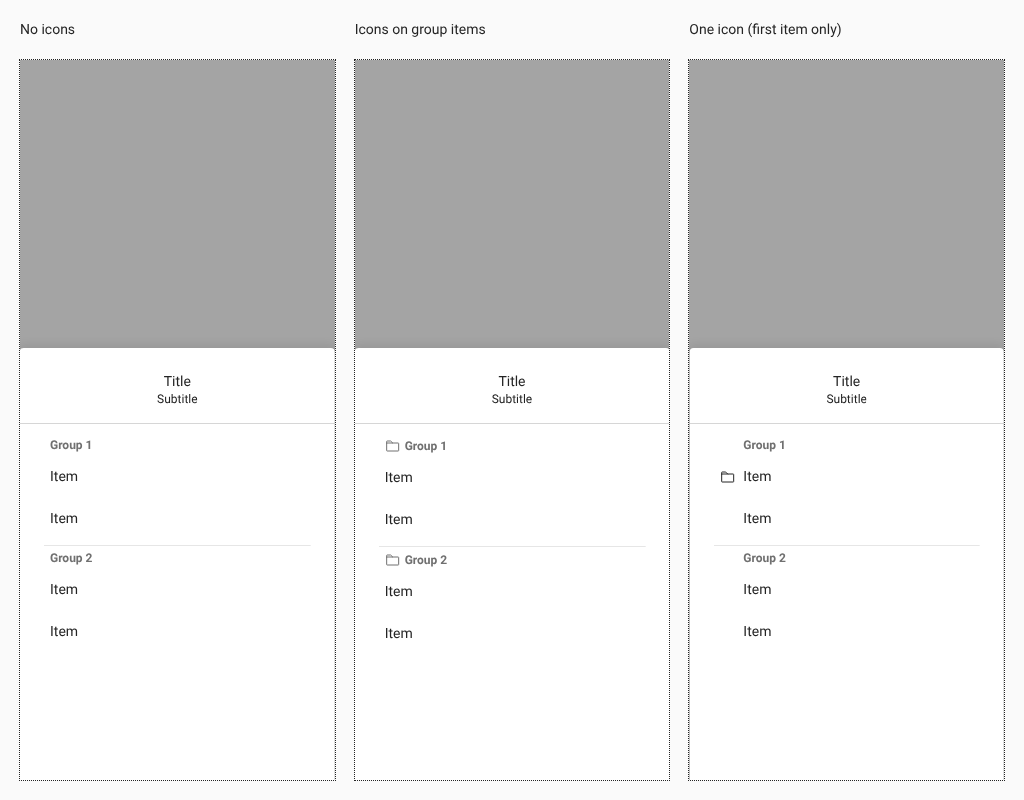 No icons
Title
Subtitle
Group 1
Item
Item
Group 2
Item
Item
Icons on group items
Title
Subtitle
Group 1
Item
Item
Group 2
Item
Item
One icon (first item only)
Title
Subtitle
Group 1
Item
Item
Group 2
Item
Item